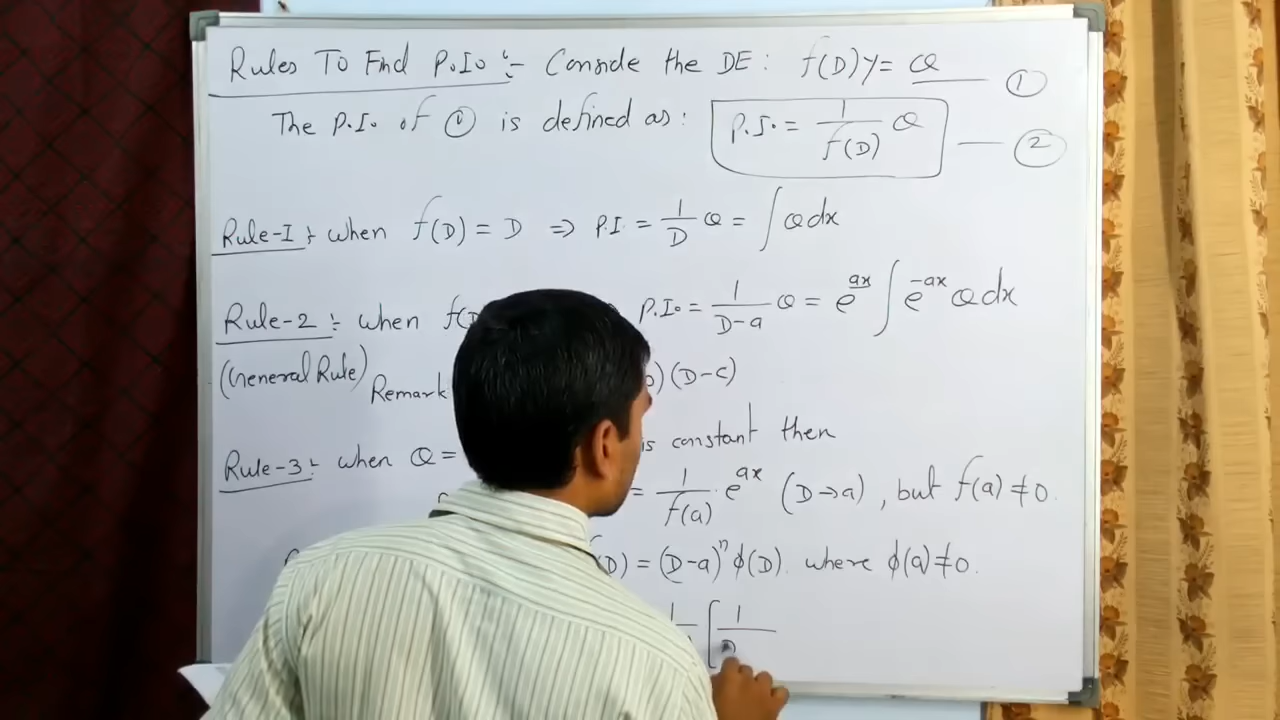 Rules To Find P.I. :- Conside the DE: f(D)y = Q — ①
The P.I. of ① is defined as: P.I. = 1/f(D) Q — ②
Rule-I :- when f(D) = D ⇒ P.I = 1/D Q = ∫ Q dx
Rule-2 :- when P.I. = 1/(D-a) Q = e^{ax} ∫ e^{-ax} Q dx
(General Rule)
Remark )(D-c)
Rule-3 :- when Q = is constant then
= 1/f(a) · e^{ax} (D→a), but f(a) ≠ 0.
(D) = (D-a)^n ϕ(D). where ϕ(a) ≠ 0.
[ 1/D